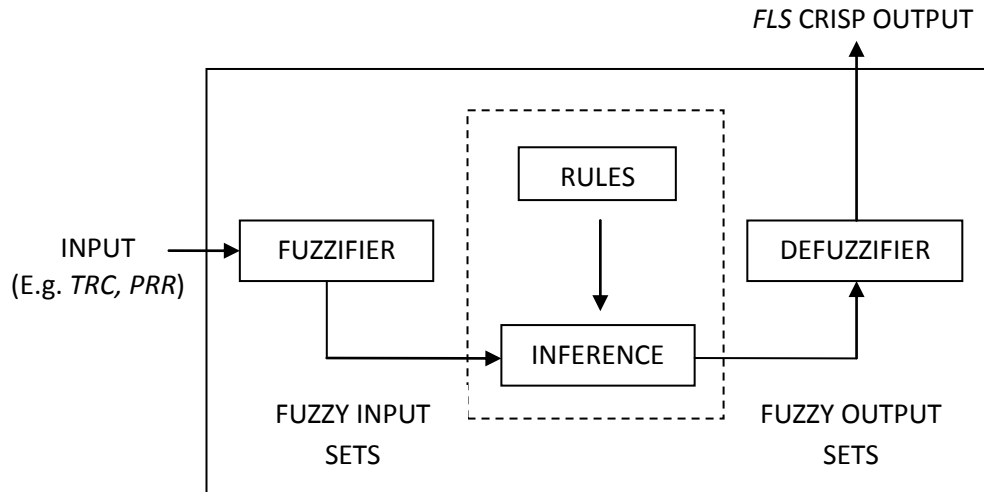 FLS CRISP OUTPUT
RULES
INPUT
(E.g. TRC, PRR)
FUZZIFIER
DEFUZZIFIER
INFERENCE
FUZZY INPUT
SETS
FUZZY OUTPUT
SETS